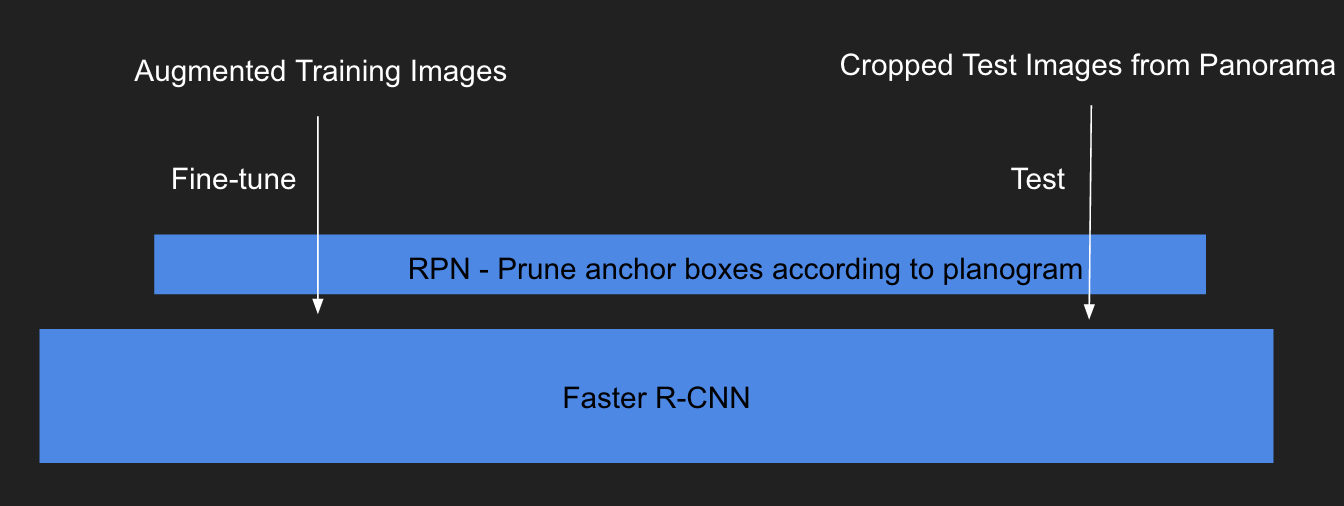 Augmented Training Images
Cropped Test Images from Panorama
Fine-tune
Test
RPN - Prune anchor boxes according to planogram
Faster R-CNN